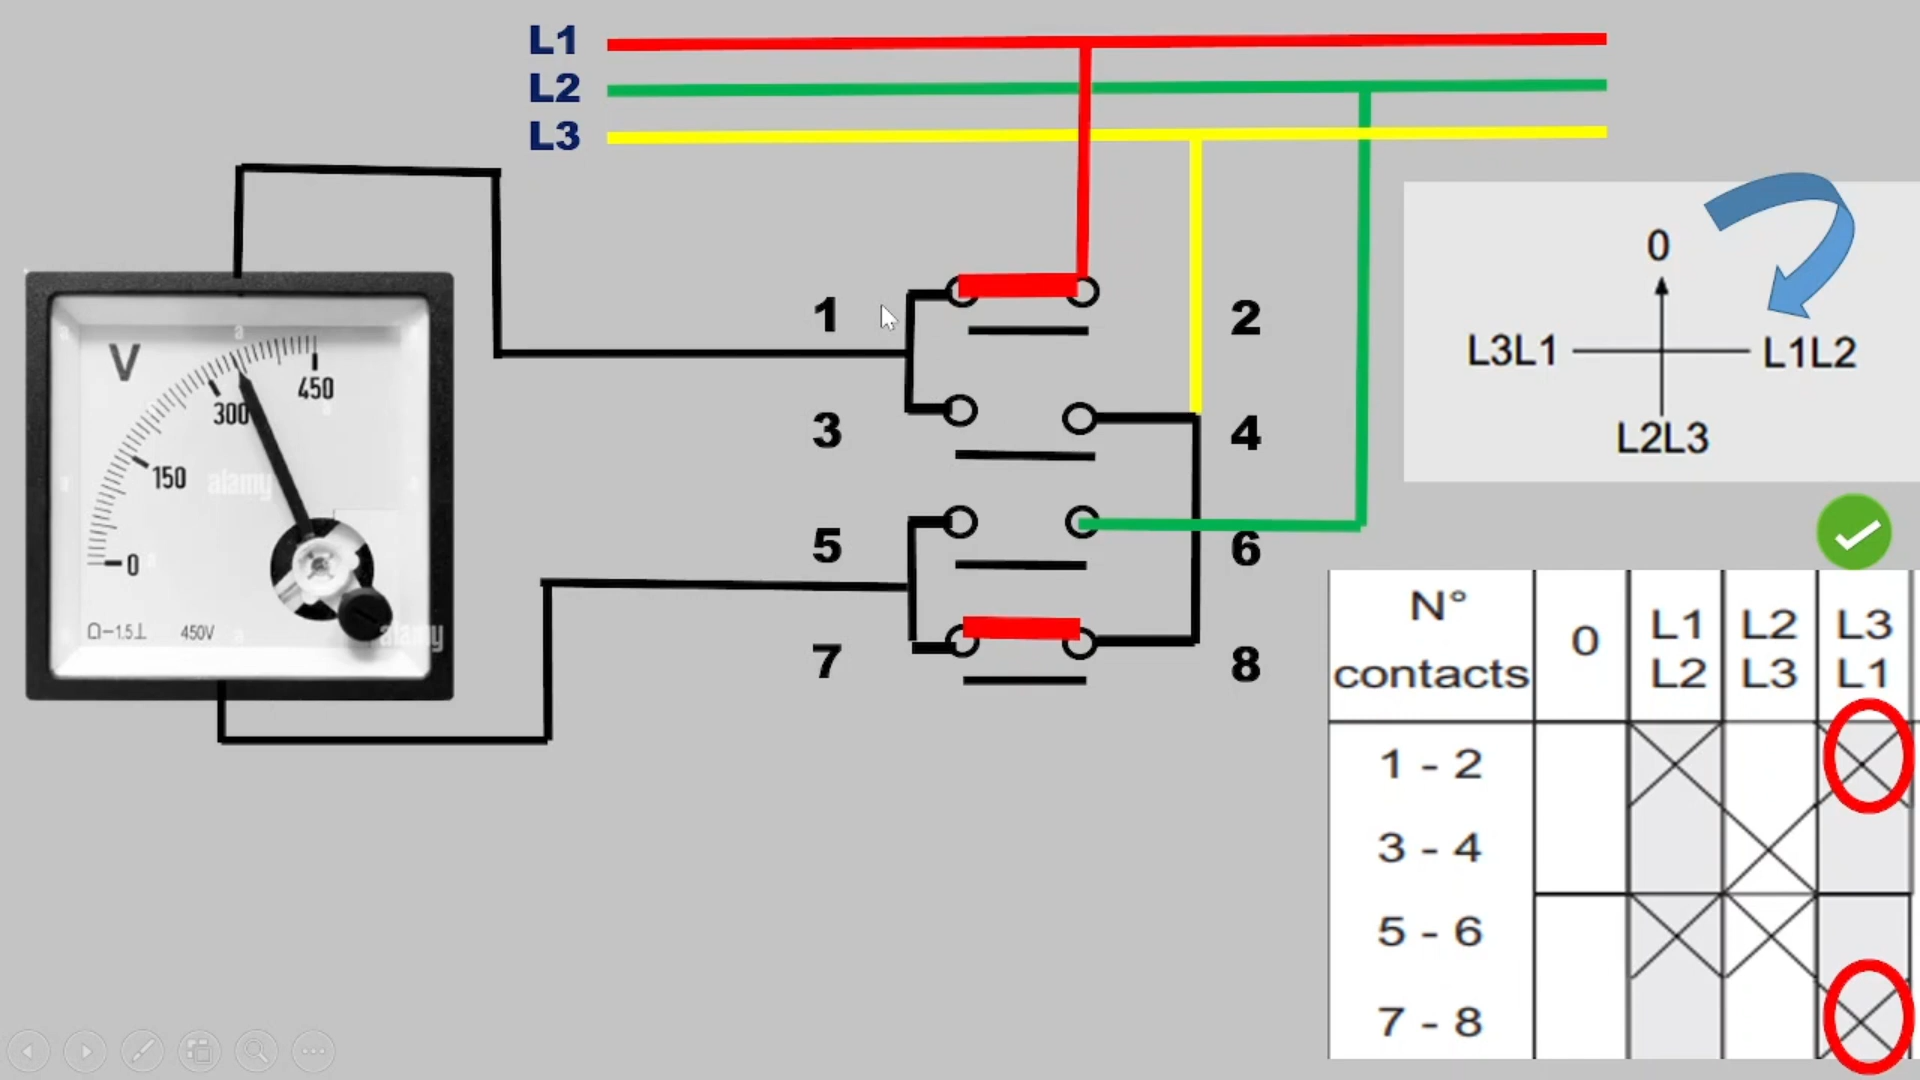 L1
L2
L3
V
450
300
150
0
Ω-1.5⊥ 450V
alamy
alamy
a
a
a
a
a
a
a
1
2
3
4
5
6
7
8
0
L3L1
L1L2
L2L3
N° contacts
0
L1 L2
L2 L3
L3 L1
1 - 2
3 - 4
5 - 6
7 - 8